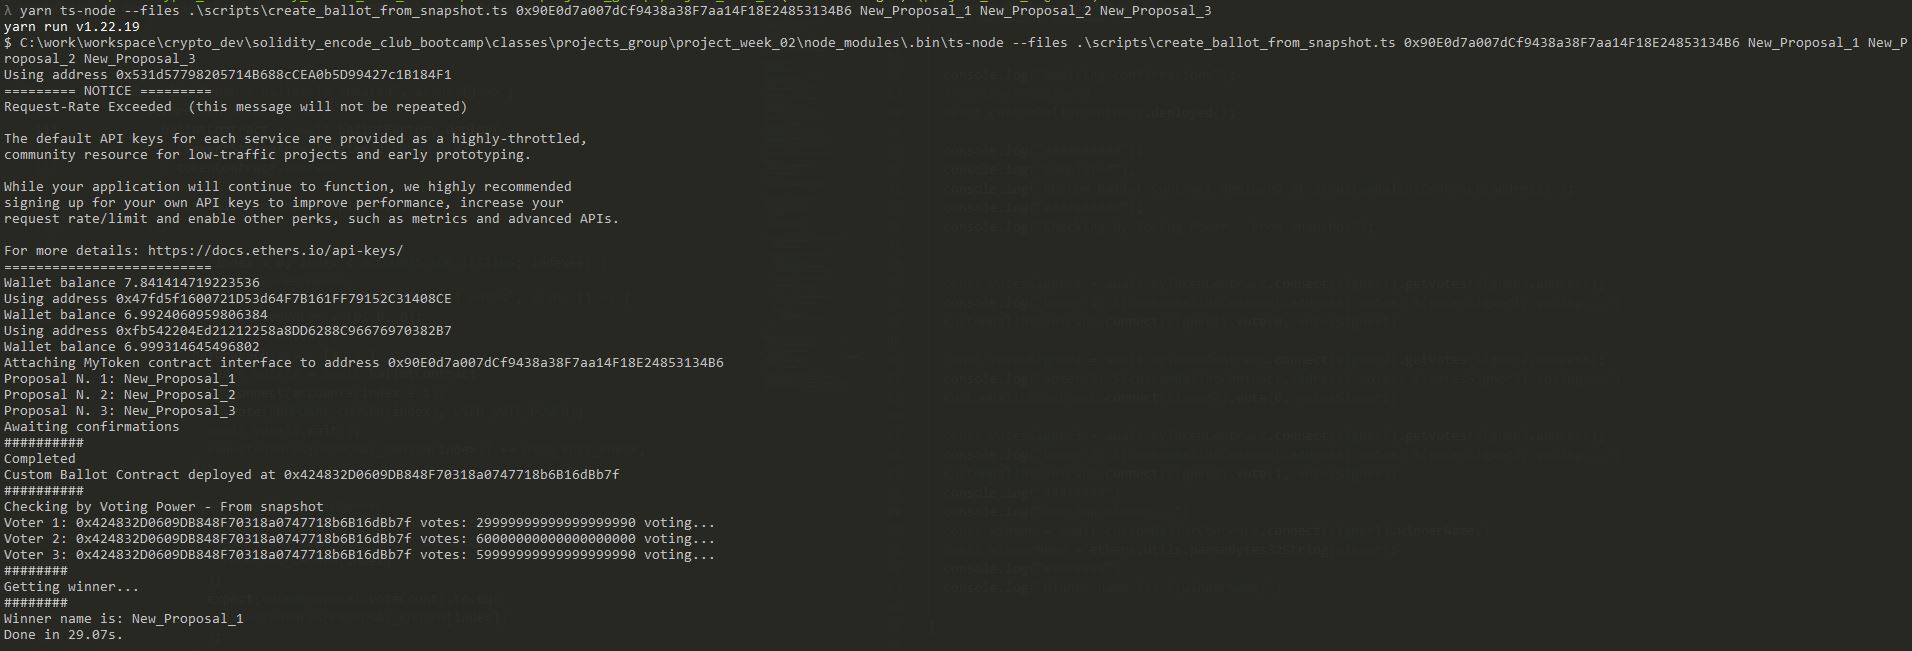 λ yarn ts-node --files .\scripts\create_ballot_from_snapshot.ts 0x90E0d7a007dCf9438a38F7aa14F18E24853134B6 New_Proposal_1 New_Proposal_2 New_Proposal_3
yarn run v1.22.19
$ C:\work\workspace\crypto_dev\solidity_encode_club_bootcamp\classes\projects_group\project_week_02\node_modules\.bin\ts-node --files .\scripts\create_ballot_from_snapshot.ts 0x90E0d7a007dCf9438a38F7aa14F18E24853134B6 New_Proposal_1 New_P
roposal_2 New_Proposal_3
Using address 0x531d57798205714B688cCEA0b5D99427c1B184F1
========= NOTICE =========
Request-Rate Exceeded  (this message will not be repeated)

The default API keys for each service are provided as a highly-throttled,
community resource for low-traffic projects and early prototyping.

While your application will continue to function, we highly recommended
signing up for your own API keys to improve performance, increase your
request rate/limit and enable other perks, such as metrics and advanced APIs.

For more details: https://docs.ethers.io/api-keys/
==========================
Wallet balance 7.841414719223536
Using address 0x47fd5f1600721D53d64F7B161FF79152C31408CE
Wallet balance 6.9924060959806384
Using address 0xfb542204Ed21212258a8DD6288C96676970382B7
Wallet balance 6.999314645496802
Attaching MyToken contract interface to address 0x90E0d7a007dCf9438a38F7aa14F18E24853134B6
Proposal N. 1: New_Proposal_1
Proposal N. 2: New_Proposal_2
Proposal N. 3: New_Proposal_3
Awaiting confirmations
##########
Completed
Custom Ballot Contract deployed at 0x424832D0609DB848F70318a0747718b6B16dBb7f
##########
Checking by Voting Power - From snapshot
Voter 1: 0x424832D0609DB848F70318a0747718b6B16dBb7f votes: 29999999999999999990 voting...
Voter 2: 0x424832D0609DB848F70318a0747718b6B16dBb7f votes: 60000000000000000000 voting...
Voter 3: 0x424832D0609DB848F70318a0747718b6B16dBb7f votes: 59999999999999999990 voting...
########
Getting winner...
########
Winner name is: New_Proposal_1
Done in 29.07s.